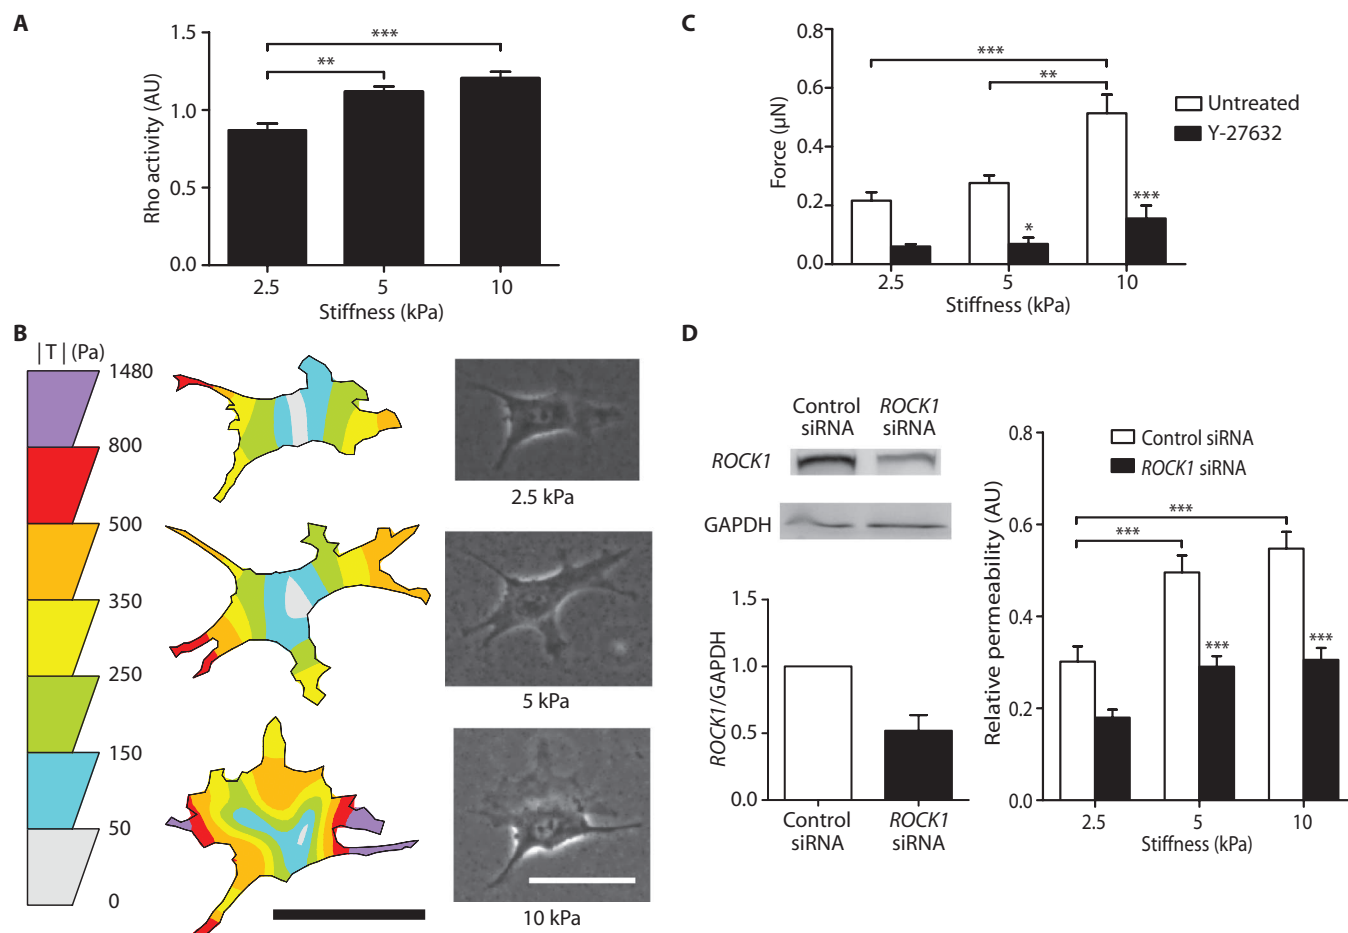 A
1.5
1.0
0.5
0.0
Rho activity (AU)
**
***
2.5
5
10
Stiffness (kPa)
C
0.8
0.6
0.4
0.2
0.0
Force (µN)
***
**
*
***
Untreated
Y-27632
2.5
5
10
Stiffness (kPa)
B
|T| (Pa)
1480
800
500
350
250
150
50
0
2.5 kPa
5 kPa
10 kPa
D
Control siRNA
ROCK1 siRNA
ROCK1
GAPDH
1.5
1.0
0.5
0.0
ROCK1/GAPDH
Control siRNA
ROCK1 siRNA
0.8
0.6
0.4
0.2
0.0
Relative permeability (AU)
Control siRNA
ROCK1 siRNA
***
***
***
***
2.5
5
10
Stiffness (kPa)